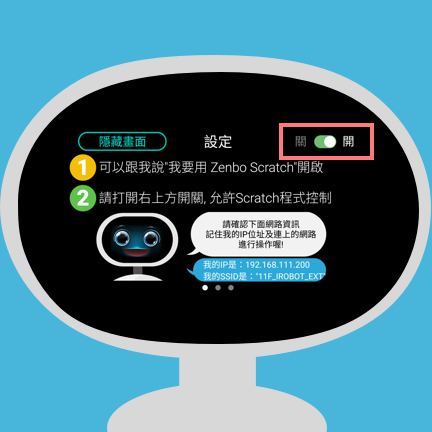 隱藏畫面 設定 關 開
1 可以跟我說"我要用 Zenbo Scratch"開啟
2 請打開右上方開關, 允許Scratch程式控制
請確認下面網路資訊
記住我的IP位址及連上的網路
進行操作喔!
我的IP是：192.168.111.200
我的SSID是："11F_IROBOT_EXT"